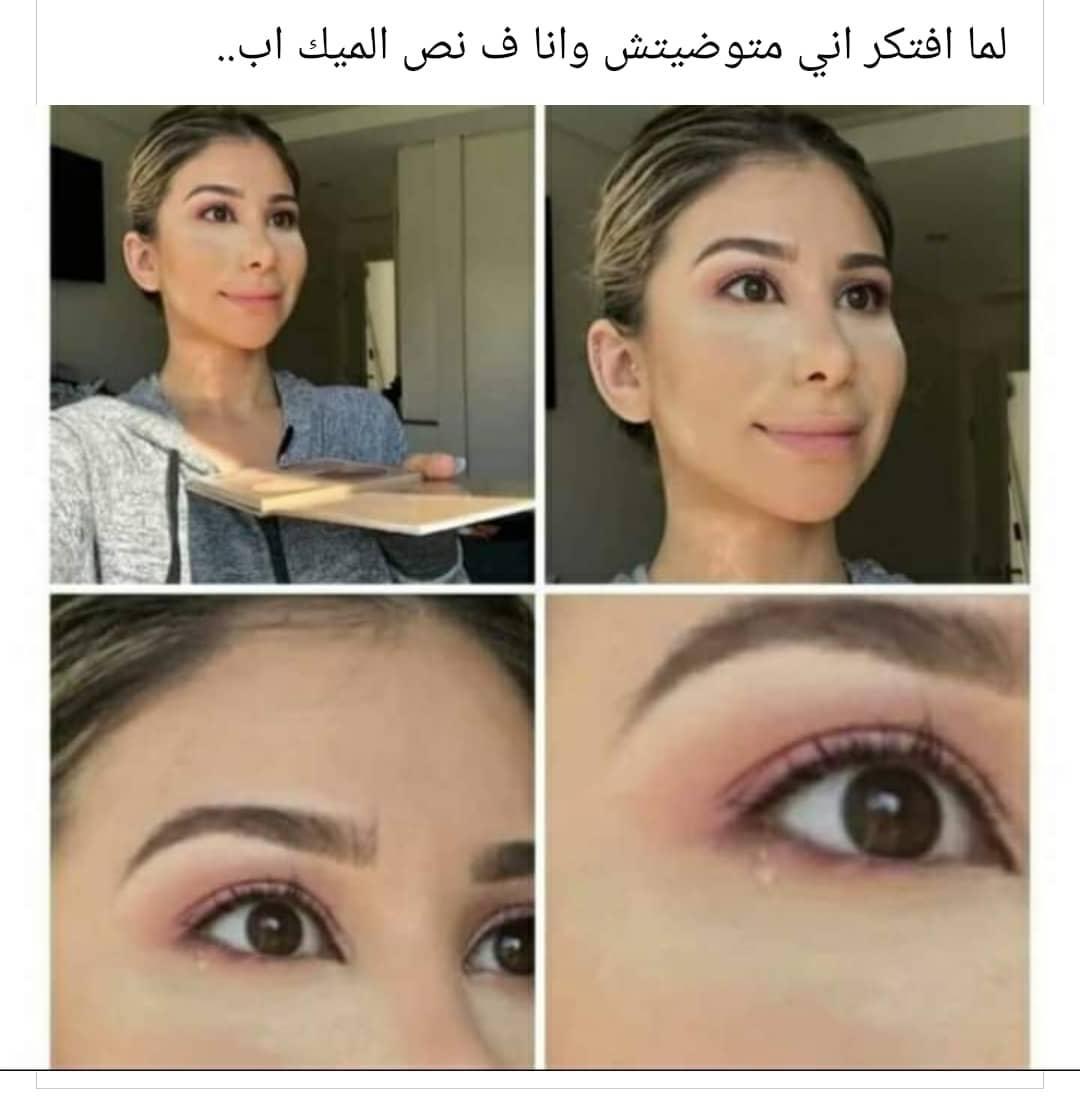 لما افتكر اني متوضيتش وانا ف نص الميك اب..